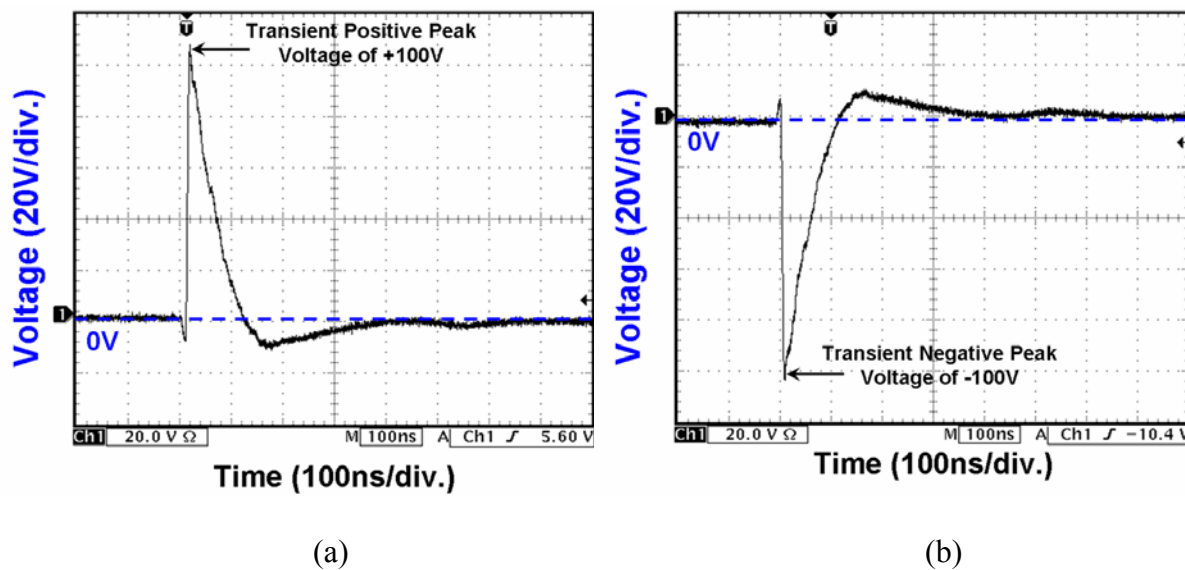 (a)
T
Transient Positive Peak
Voltage of +100V
Voltage (20V/div.)
1
0V
Ch1 20.0 V Ω M 100ns A Ch1 ∫ 5.60 V
Time (100ns/div.)
(b)
T
Voltage (20V/div.)
1
0V
Transient Negative Peak
Voltage of -100V
Ch1 20.0 V Ω M 100ns A Ch1 ∫ -10.4 V
Time (100ns/div.)
(a)
(b)